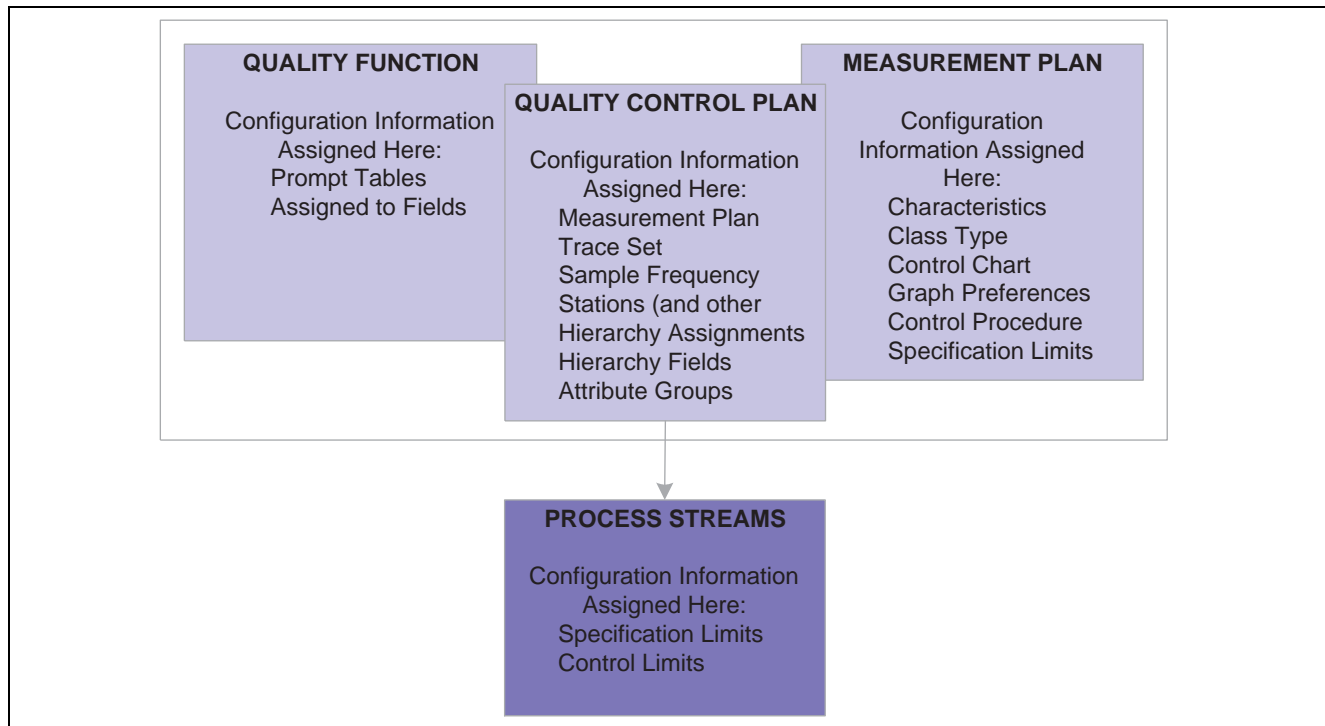 QUALITY FUNCTION
Configuration Information
Assigned Here:
Prompt Tables
Assigned to Fields
QUALITY CONTROL PLAN
Configuration Information
Assigned Here:
Measurement Plan
Trace Set
Sample Frequency
Stations (and other
Hierarchy Assignments
Hierarchy Fields
Attribute Groups
MEASUREMENT PLAN
Configuration
Information Assigned
Here:
Characteristics
Class Type
Control Chart
Graph Preferences
Control Procedure
Specification Limits
PROCESS STREAMS
Configuration Information
Assigned Here:
Specification Limits
Control Limits